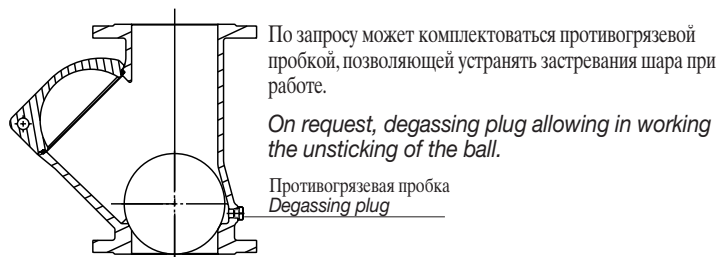 По запросу может комплектоваться противогрязевой
пробкой, позволяющей устранять застревания шара при
работе.
On request, degassing plug allowing in working
the unsticking of the ball.
Противогрязевая пробка
Degassing plug